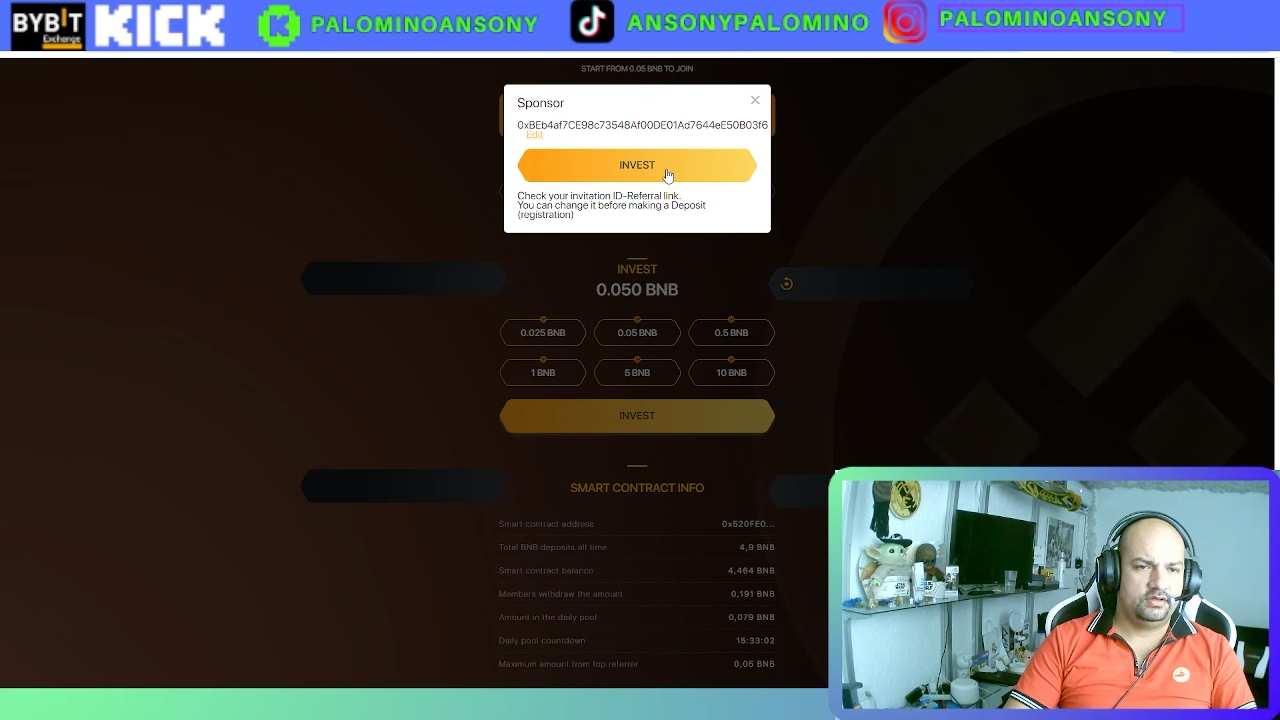 BYBIT
Exchange
KICK
PALOMINOANSONY
ANSONYPALOMINO
PALOMINOANSONY
START FROM 0.05 BNB TO JOIN
Sponsor
0xBEb4af7CE98c73548Af00DE01Ad7644eE50B03f6
Edit
INVEST
Check your invitation ID-Referral link.
You can change it before making a Deposit
(registration)
INVEST
0.050 BNB
0.025 BNB
0.05 BNB
0.5 BNB
1 BNB
5 BNB
10 BNB
INVEST
SMART CONTRACT INFO
Smart contract address 0x520FE0...
Total BNB deposits all time 4,9 BNB
Smart contract balance 4,464 BNB
Members withdraw the amount 0,191 BNB
Amount in the daily pool 0,079 BNB
Daily pool countdown 15:33:02
Maximum amount from top referrer 0,05 BNB